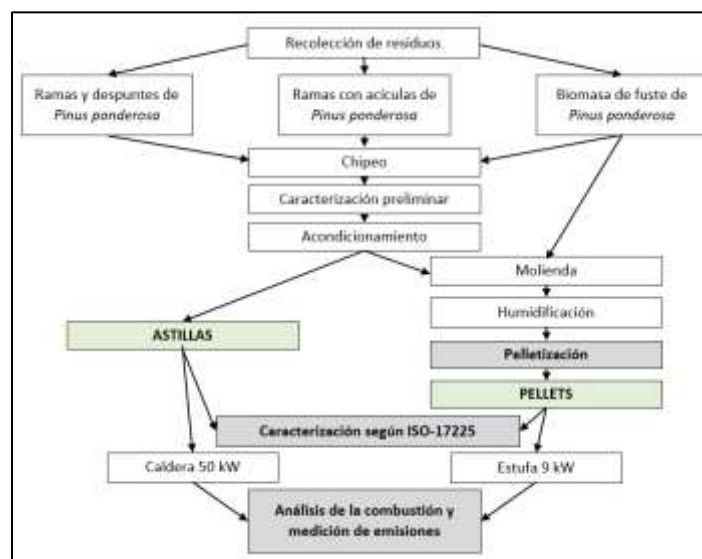 Recolección de residuos
Ramas y despuntes de
Pinus ponderosa
Ramas con acículas de
Pinus ponderosa
Biomasa de fuste de
Pinus ponderosa
Chipeo
Caracterización preliminar
Acondicionamiento
Molienda
Humidificación
ASTILLAS
Pelletización
PELLETS
Caracterización según ISO-17225
Caldera 50 kW
Estufa 9 kW
Análisis de la combustión y
medición de emisiones